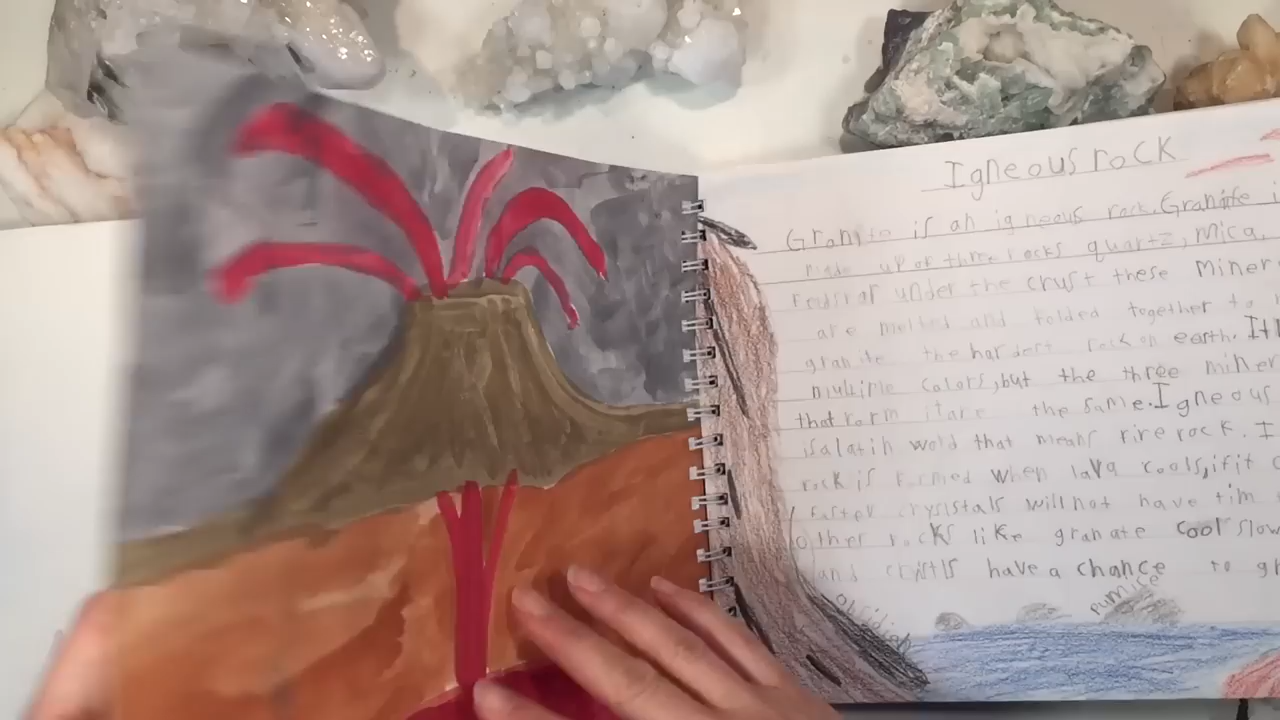 Igneous rock
Granite is an igneous rock. Granite i
made up of three rocks quartz, mica,
under the crust these miner
are melted and folded together to
granite the hardest rock on earth. It
multiple colors, but the three miner
that form it are the same. Igneous
is a latin word that means fire rock. I
rock is formed when lava cools, if it
faster crysistals will not have tim
other rocks like granate cool slow
and cristls have a chance to gr
obsidian
pumice